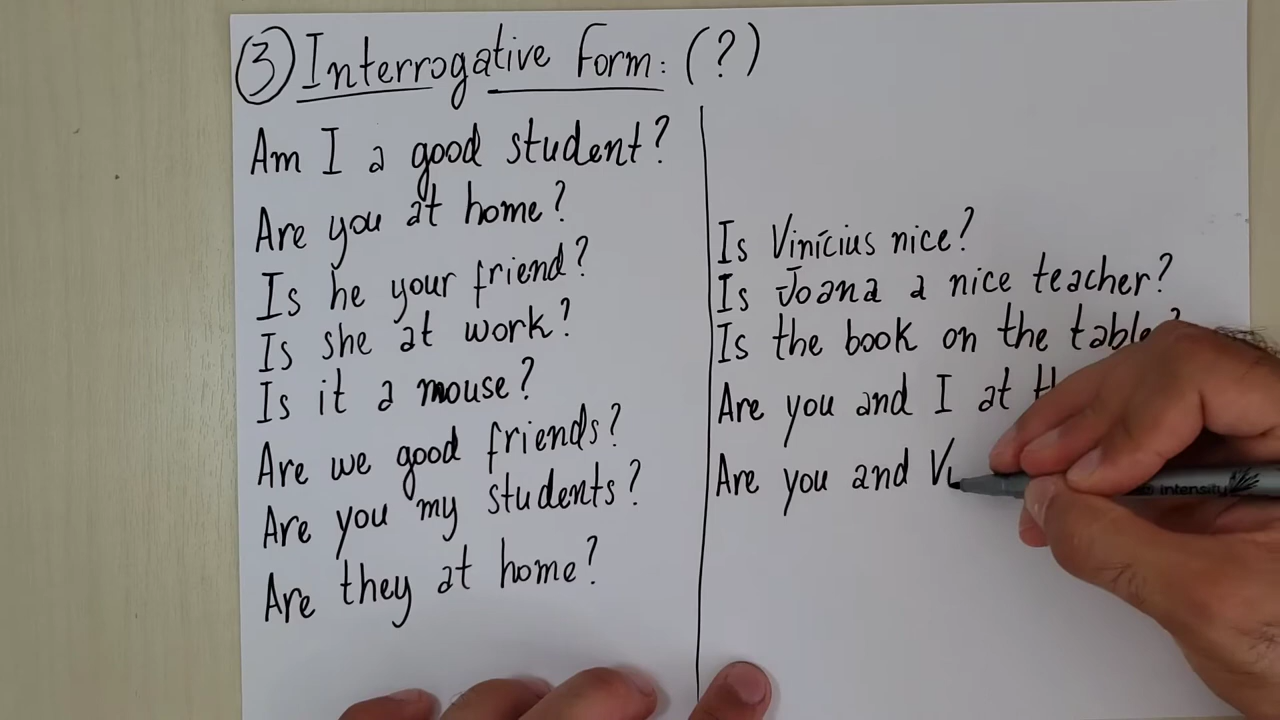 ③ Interrogative Form: (?)
Am I a good student?
Are you at home?
Is he your friend?
Is she at work?
Is it a mouse?
Are we good friends?
Are you my students?
Are they at home?
Is Vinícius nice?
Is Joana a nice teacher?
Is the book on the table?
Are you and I at
Are you and
intensity